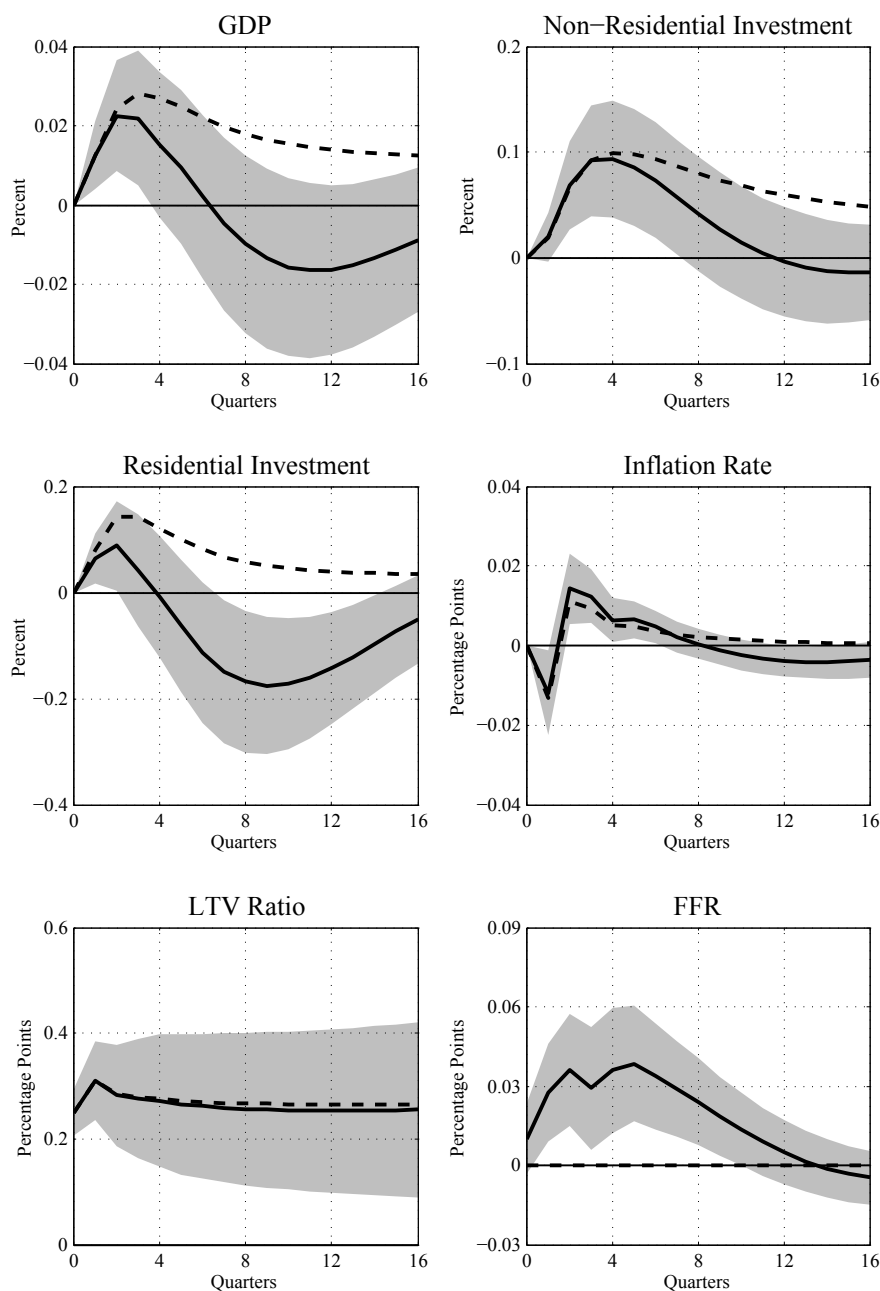 GDP
Percent
0.04
0.02
0
−0.02
−0.04
0 4 8 12 16
Quarters
Non−Residential Investment
Percent
0.2
0.1
0
−0.1
0 4 8 12 16
Quarters
Residential Investment
Percent
0.2
0
−0.2
−0.4
0 4 8 12 16
Quarters
Inflation Rate
Percentage Points
0.04
0.02
0
−0.02
−0.04
0 4 8 12 16
Quarters
LTV Ratio
Percentage Points
0.6
0.4
0.2
0
0 4 8 12 16
Quarters
FFR
Percentage Points
0.09
0.06
0.03
0
−0.03
0 4 8 12 16
Quarters